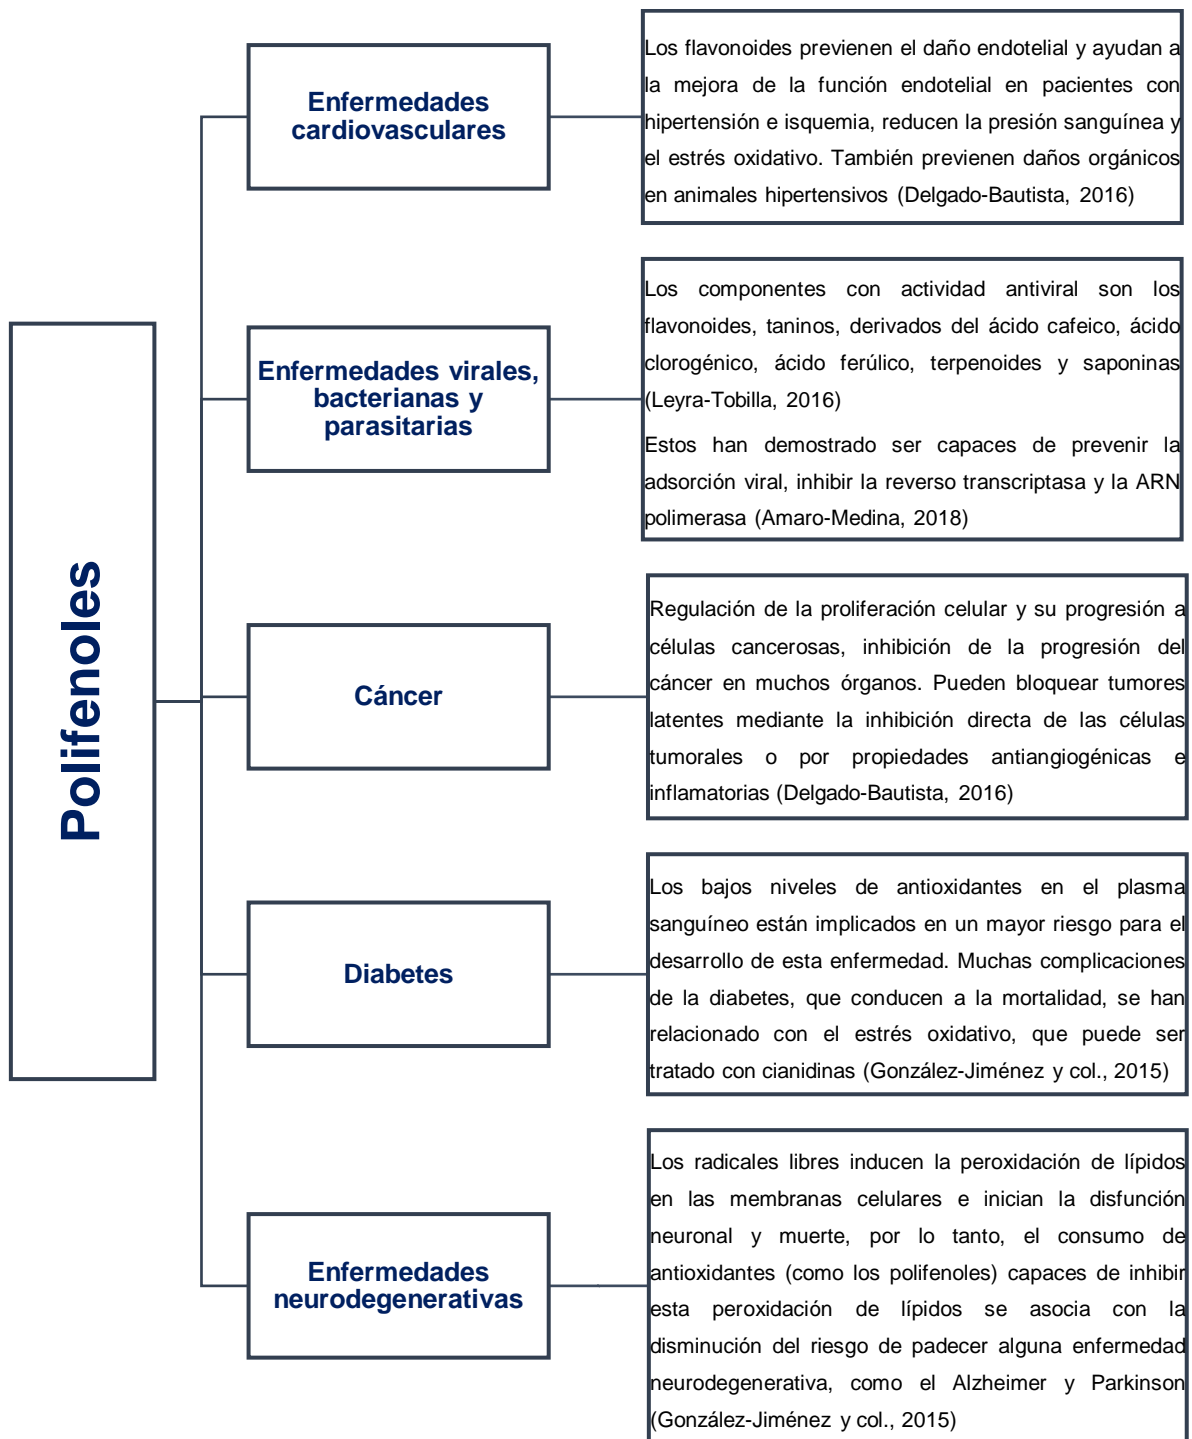 Polifenoles
Enfermedades
cardiovasculares
Los flavonoides previenen el daño endotelial y ayudan a
la mejora de la función endotelial en pacientes con
hipertensión e isquemia, reducen la presión sanguínea y
el estrés oxidativo. También previenen daños orgánicos
en animales hipertensivos (Delgado-Bautista, 2016)
Enfermedades virales,
bacterianas y
parasitarias
Los componentes con actividad antiviral son los
flavonoides, taninos, derivados del ácido cafeico, ácido
clorogénico, ácido ferúlico, terpenoides y saponinas
(Leyra-Tobilla, 2016)
Estos han demostrado ser capaces de prevenir la
adsorción viral, inhibir la reverso transcriptasa y la ARN
polimerasa (Amaro-Medina, 2018)
Cáncer
Regulación de la proliferación celular y su progresión a
células cancerosas, inhibición de la progresión del
cáncer en muchos órganos. Pueden bloquear tumores
latentes mediante la inhibición directa de las células
tumorales o por propiedades antiangiogénicas e
inflamatorias (Delgado-Bautista, 2016)
Diabetes
Los bajos niveles de antioxidantes en el plasma
sanguíneo están implicados en un mayor riesgo para el
desarrollo de esta enfermedad. Muchas complicaciones
de la diabetes, que conducen a la mortalidad, se han
relacionado con el estrés oxidativo, que puede ser
tratado con cianidinas (González-Jiménez y col., 2015)
Enfermedades
neurodegenerativas
Los radicales libres inducen la peroxidación de lípidos
en las membranas celulares e inician la disfunción
neuronal y muerte, por lo tanto, el consumo de
antioxidantes (como los polifenoles) capaces de inhibir
esta peroxidación de lípidos se asocia con la
disminución del riesgo de padecer alguna enfermedad
neurodegenerativa, como el Alzheimer y Parkinson
(González-Jiménez y col., 2015)